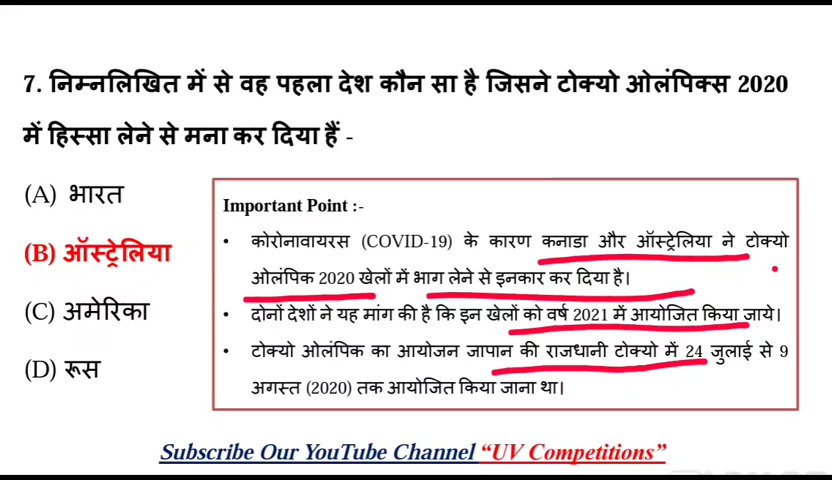 7. निम्नलिखित में से वह पहला देश कौन सा है जिसने टोक्यो ओलंपिक्स 2020
में हिस्सा लेने से मना कर दिया हैं -
(A) भारत
(B) ऑस्ट्रेलिया
(C) अमेरिका
(D) रूस
Important Point :-
• कोरोनावायरस (COVID-19) के कारण कनाडा और ऑस्ट्रेलिया ने टोक्यो
ओलंपिक 2020 खेलों में भाग लेने से इनकार कर दिया है।
• दोनों देशों ने यह मांग की है कि इन खेलों को वर्ष 2021 में आयोजित किया जाये।
• टोक्यो ओलंपिक का आयोजन जापान की राजधानी टोक्यो में 24 जुलाई से 9
अगस्त (2020) तक आयोजित किया जाना था।
Subscribe Our YouTube Channel “UV Competitions”